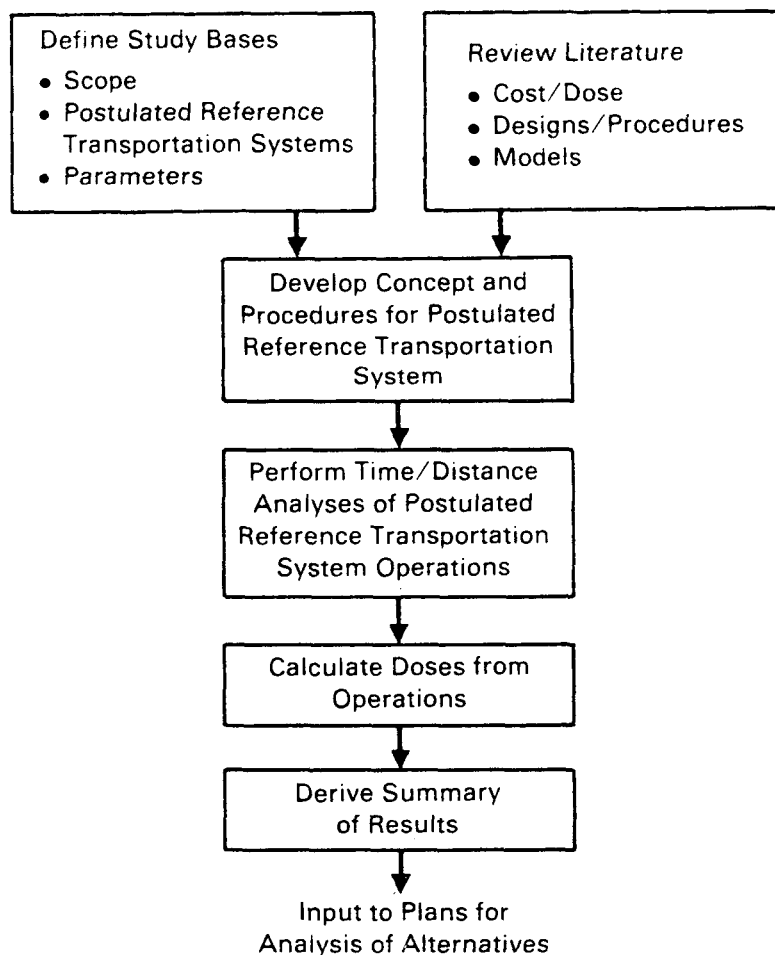 Define Study Bases
• Scope
• Postulated Reference
Transportation Systems
• Parameters
Review Literature
• Cost/Dose
• Designs/Procedures
• Models
Develop Concept and
Procedures for Postulated
Reference Transportation
System
Perform Time/Distance
Analyses of Postulated
Reference Transportation
System Operations
Calculate Doses from
Operations
Derive Summary
of Results
Input to Plans for
Analysis of Alternatives